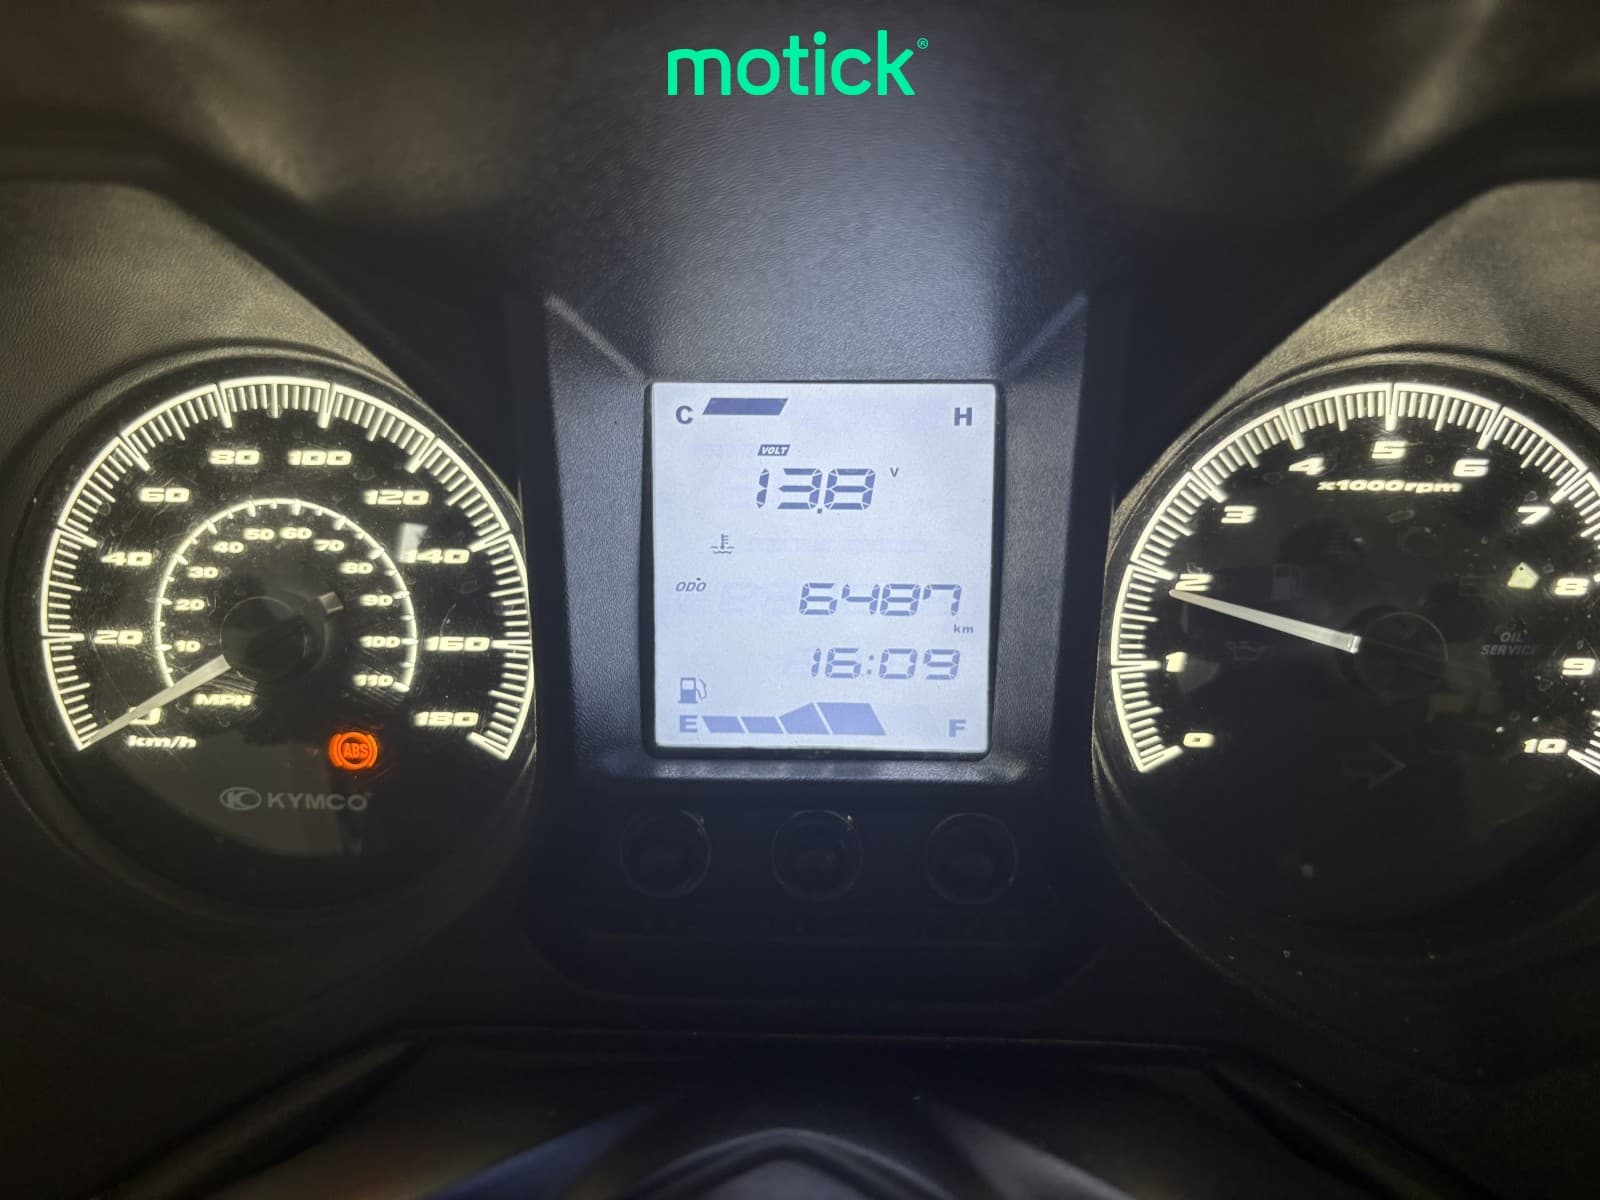 motick®
80 100
60 120
40 140
20 160
0 180
km/h
50 60
40 70
30 80
20 90
10 100
110
MPH
ABS
KYMCO
C H
VOLT
13.8 V
ODO 6487
km
16:09
E F
4 5 6
x1000rpm
3 7
2 8
1 9
0 10
OIL
SERVICE